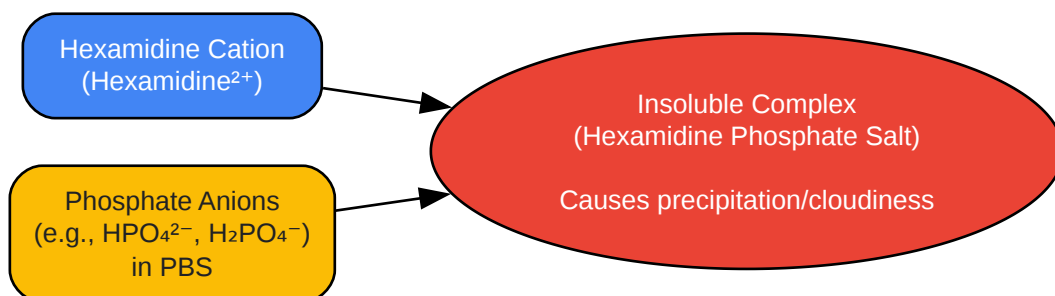 Hexamidine Cation
(Hexamidine²⁺)
Phosphate Anions
(e.g., HPO₄²⁻, H₂PO₄⁻)
in PBS
Insoluble Complex
(Hexamidine Phosphate Salt)
Causes precipitation/cloudiness